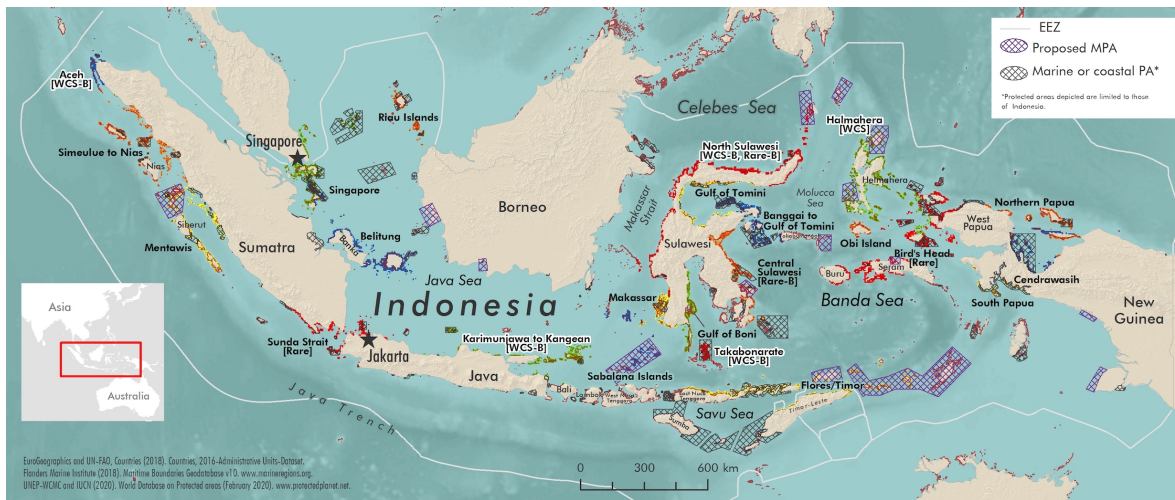 EEZ
Proposed MPA
Marine or coastal PA*
*Protected areas depicted are limited to those
of Indonesia.
Aceh
[WCS-B]
Simeulue to Nias
Nias
Siberut
Mentawis
Sumatra
Singapore
Singapore
Riau Islands
Bangka
Belitung
Borneo
Java Sea
Indonesia
Sunda Strait
[Rare]
Jakarta
Java
Karimunjawa to Kangean
[WCS-B]
Java Trench
Bali
Lombok
West Nusa
Tenggara
East Nusa
Tenggara
Celebes Sea
Makassar
Strait
North Sulawesi
[WCS-B, Rare-B]
Gulf of Tomini
Banggai to
Gulf of Tomini
Sulawesi
Central
Sulawesi
[Rare-B]
Makassar
Gulf of Boni
Takabonarate
[WCS-B]
Sabalana Islands
Flores/Timor
Savu Sea
Sumba
Timor-Leste
Halmahera
[WCS]
Halmahera
Molucca
Sea
Obi Island
Buru
Seram
Banda Sea
Bird's Head
[Rare]
West
Papua
Northern Papua
Cendrawasih
South Papua
New
Guinea
Asia
Australia
0 300 600 km
EuroGeographics and UN-FAO, Countries (2018). Countries, 2016-Administrative Units-Dataset.
Flanders Marine Institute (2018). Maritime Boundaries Geodatabase v10. www.marineregions.org.
UNEP-WCMC and IUCN (2020). World Database on Protected areas (February 2020). www.protectedplanet.net.